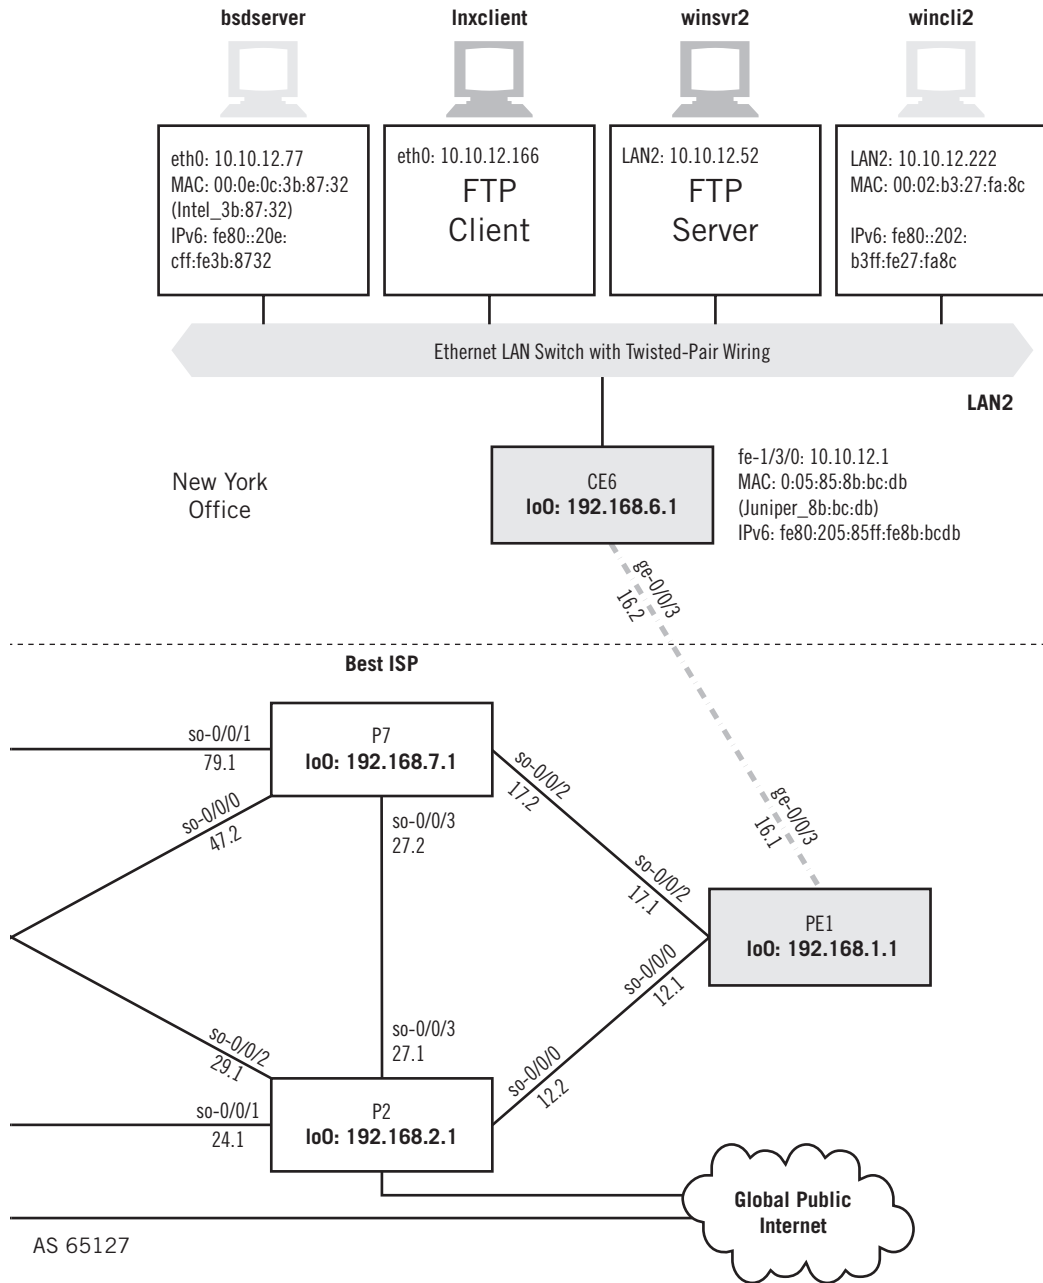 bsdserver
lnxclient
winsvr2
wincli2
eth0: 10.10.12.77
MAC: 00:0e:0c:3b:87:32
(Intel_3b:87:32)
IPv6: fe80::20e:
cff:fe3b:8732
eth0: 10.10.12.166
FTP
Client
LAN2: 10.10.12.52
FTP
Server
LAN2: 10.10.12.222
MAC: 00:02:b3:27:fa:8c
IPv6: fe80::202:
b3ff:fe27:fa8c
Ethernet LAN Switch with Twisted-Pair Wiring
LAN2
New York
Office
CE6
lo0: 192.168.6.1
fe-1/3/0: 10.10.12.1
MAC: 0:05:85:8b:bc:db
(Juniper_8b:bc:db)
IPv6: fe80:205:85ff:fe8b:bcdb
ge-0/0/3
16.2
Best ISP
so-0/0/1
79.1
P7
lo0: 192.168.7.1
so-0/0/2
17.2
ge-0/0/3
16.1
so-0/0/0
47.2
so-0/0/3
27.2
so-0/0/2
17.1
PE1
lo0: 192.168.1.1
so-0/0/0
12.1
so-0/0/2
29.1
so-0/0/3
27.1
so-0/0/0
12.2
so-0/0/1
24.1
P2
lo0: 192.168.2.1
Global Public
Internet
AS 65127